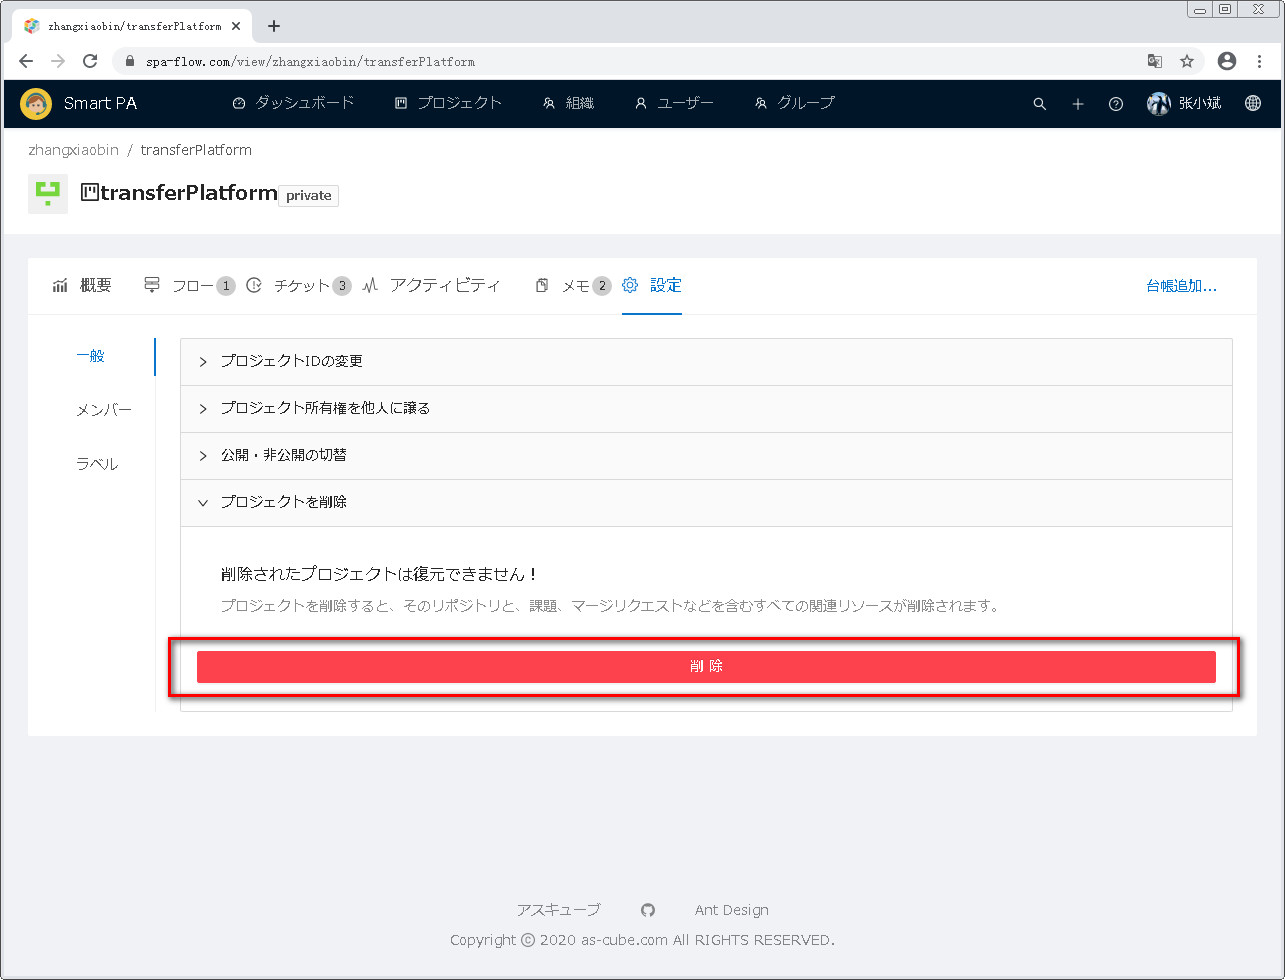 zhangxiaobin/transferPlatform
spa-flow.com/view/zhangxiaobin/transferPlatform
Smart PA ダッシュボード プロジェクト 組織 ユーザー グループ 张小斌
zhangxiaobin / transferPlatform
transferPlatform private
概要 フロー 1 チケット 3 アクティビティ メモ 2 設定 台帳追加...
一般
メンバー
ラベル
プロジェクトIDの変更
プロジェクト所有権を他人に譲る
公開・非公開の切替
プロジェクトを削除
削除されたプロジェクトは復元できません！
プロジェクトを削除すると、そのリポジトリと、課題、マージリクエストなどを含むすべての関連リソースが削除されます。
削 除
アスキューブ Ant Design
Copyright © 2020 as-cube.com All RIGHTS RESERVED.